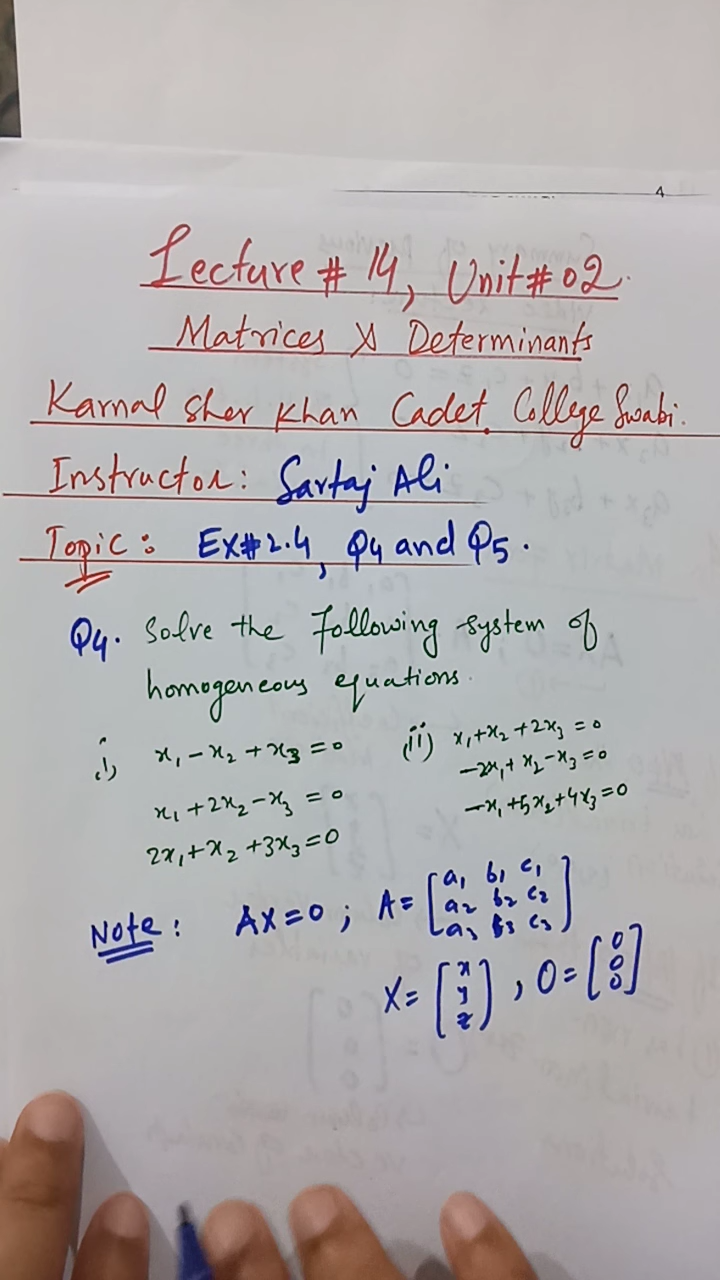 4
Lecture # 14, Unit # 02.
Matrices & Determinants
Karnal Sher Khan Cadet College Swabi.
Instructor: Sartaj Ali
Topic: Ex#2.4, Q4 and Q5.
Q4. Solve the following system of
homogeneous equations.
i) x₁ - x₂ + x₃ = 0
x₁ + 2x₂ - x₃ = 0
2x₁ + x₂ + 3x₃ = 0
(ii) x₁ + x₂ + 2x₃ = 0
-2x₁ + x₂ - x₃ = 0
-x₁ + 5x₂ + 4x₃ = 0
Note: AX = 0; A = [a₁ b₁ c₁
a₂ b₂ c₂
a₃ b₃ c₃]
X = [x y z], O = [0 0 0]